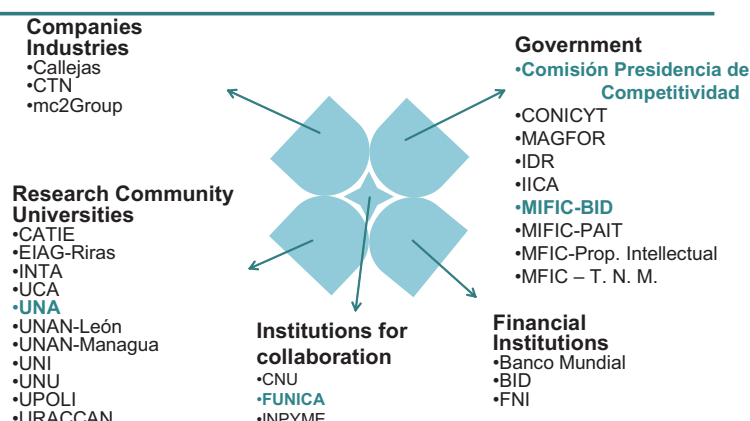 Companies
Industries
•Callejas
•CTN
•mc2Group
Government
•Comisión Presidencia de
Competitividad
•CONICYT
•MAGFOR
•IDR
•IICA
•MIFIC-BID
•MIFIC-PAIT
•MFIC-Prop. Intellectual
•MFIC – T. N. M.
Research Community
Universities
•CATIE
•EIAG-Riras
•INTA
•UCA
•UNA
•UNAN-León
•UNAN-Managua
•UNI
•UNU
•UPOLI
•URACCAN
Institutions for
collaboration
•CNU
•FUNICA
•INPYME
Financial
Institutions
•Banco Mundial
•BID
•FNI